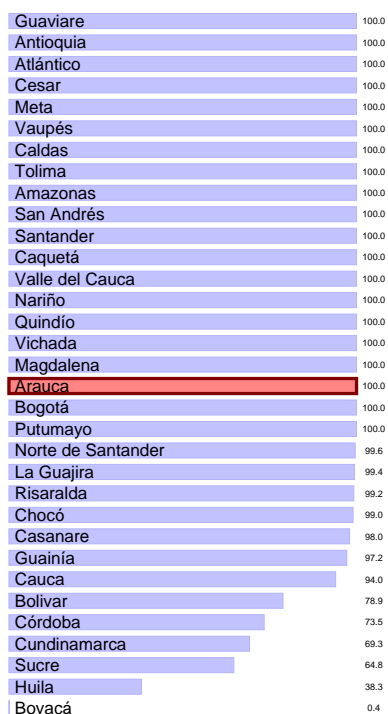 Guaviare 100.0
Antioquia 100.0
Atlántico 100.0
Cesar 100.0
Meta 100.0
Vaupés 100.0
Caldas 100.0
Tolima 100.0
Amazonas 100.0
San Andrés 100.0
Santander 100.0
Caquetá 100.0
Valle del Cauca 100.0
Nariño 100.0
Quindío 100.0
Vichada 100.0
Magdalena 100.0
Arauca 100.0
Bogotá 100.0
Putumayo 100.0
Norte de Santander 99.6
La Guajira 99.4
Risaralda 99.2
Chocó 99.0
Casanare 98.0
Guainía 97.2
Cauca 94.0
Bolivar 78.9
Córdoba 73.5
Cundinamarca 69.3
Sucre 64.8
Huila 38.3
Boyacá 0.4